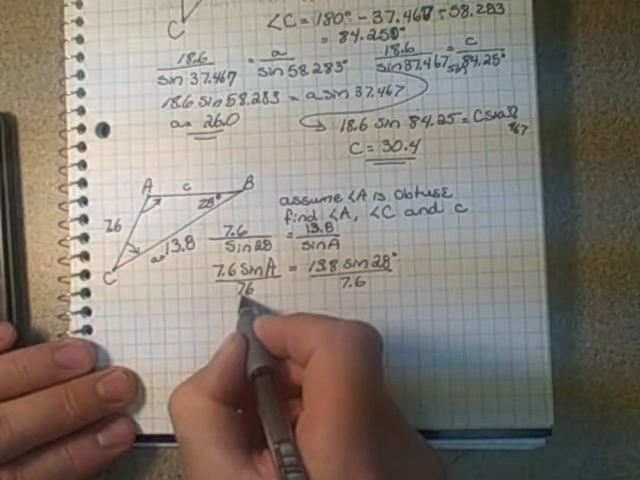 C
∠C = 180° - 37.467 - 58.283
= 84.250°
18.6 / sin 37.467 = a / sin 58.283° 18.6 / sin 37.467 = c / sin 84.25°
18.6 sin 58.283 = a sin 37.467
a = 26.0
18.6 sin 84.25 = C sin 37.467
C = 30.4
A c B
28°
7.6
a 13.8
C
assume ∠A is obtuse
find ∠A, ∠C and c
7.6 / sin 28 = 13.8 / sin A
7.6 sin A / 7.6 = 13.8 sin 28° / 7.6